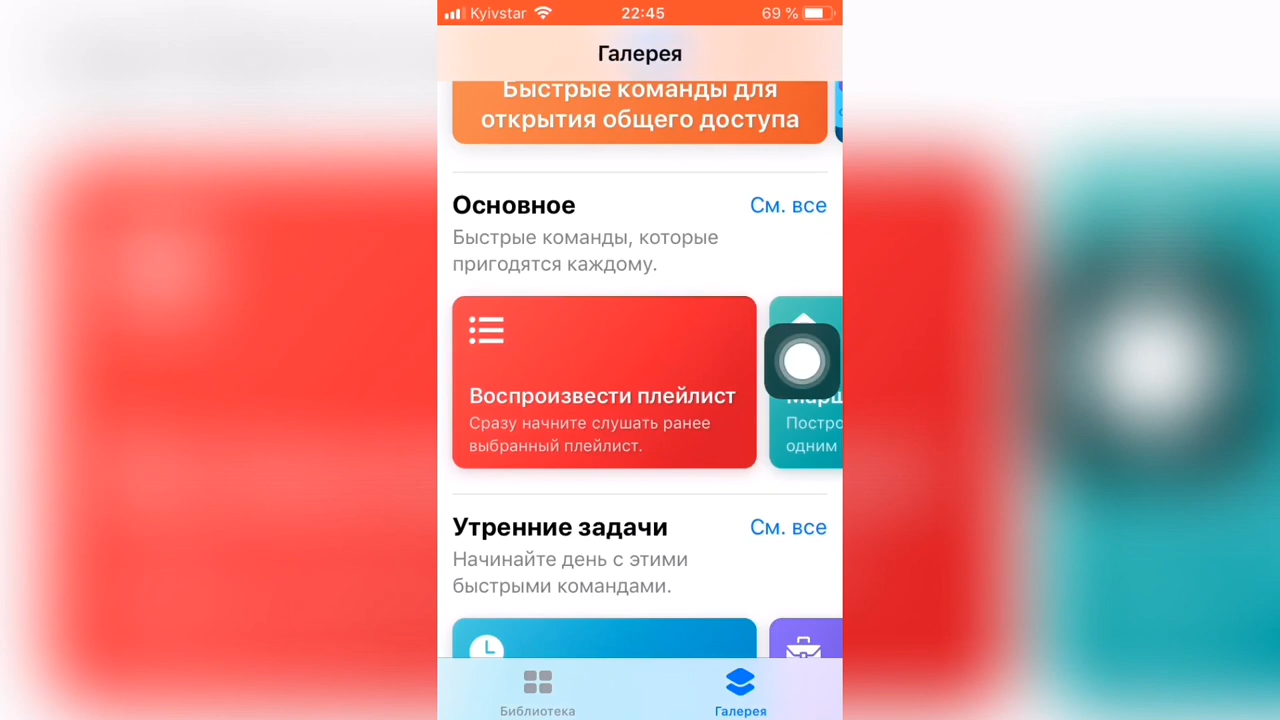 Kyivstar 22:45 69 %
Галерея
Быстрые команды для
открытия общего доступа
Основное См. все
Быстрые команды, которые
пригодятся каждому.
Воспроизвести плейлист
Сразу начните слушать ранее
выбранный плейлист.
одним
Утренние задачи См. все
Начинайте день с этими
быстрыми командами.
Библиотека Галерея